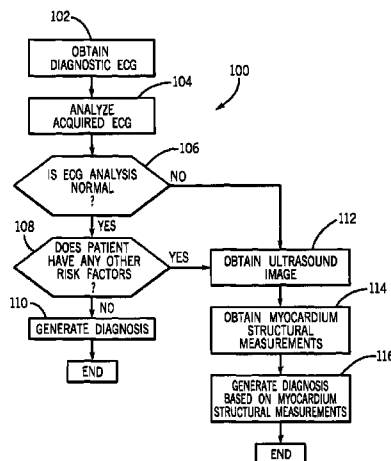 102
OBTAIN
DIAGNOSTIC ECG
104
ANALYZE
ACQUIRED ECG
100
106
IS ECG ANALYSIS
NORMAL
?
NO
YES
108
DOES PATIENT
HAVE ANY OTHER
RISK FACTORS
?
YES
112
OBTAIN ULTRASOUND
IMAGE
110
NO
GENERATE DIAGNOSIS
END
114
OBTAIN MYOCARDIUM
STRUCTURAL
MEASUREMENTS
116
GENERATE DIAGNOSIS
BASED ON MYOCARDIUM
STRUCTURAL MEASUREMENTS
END